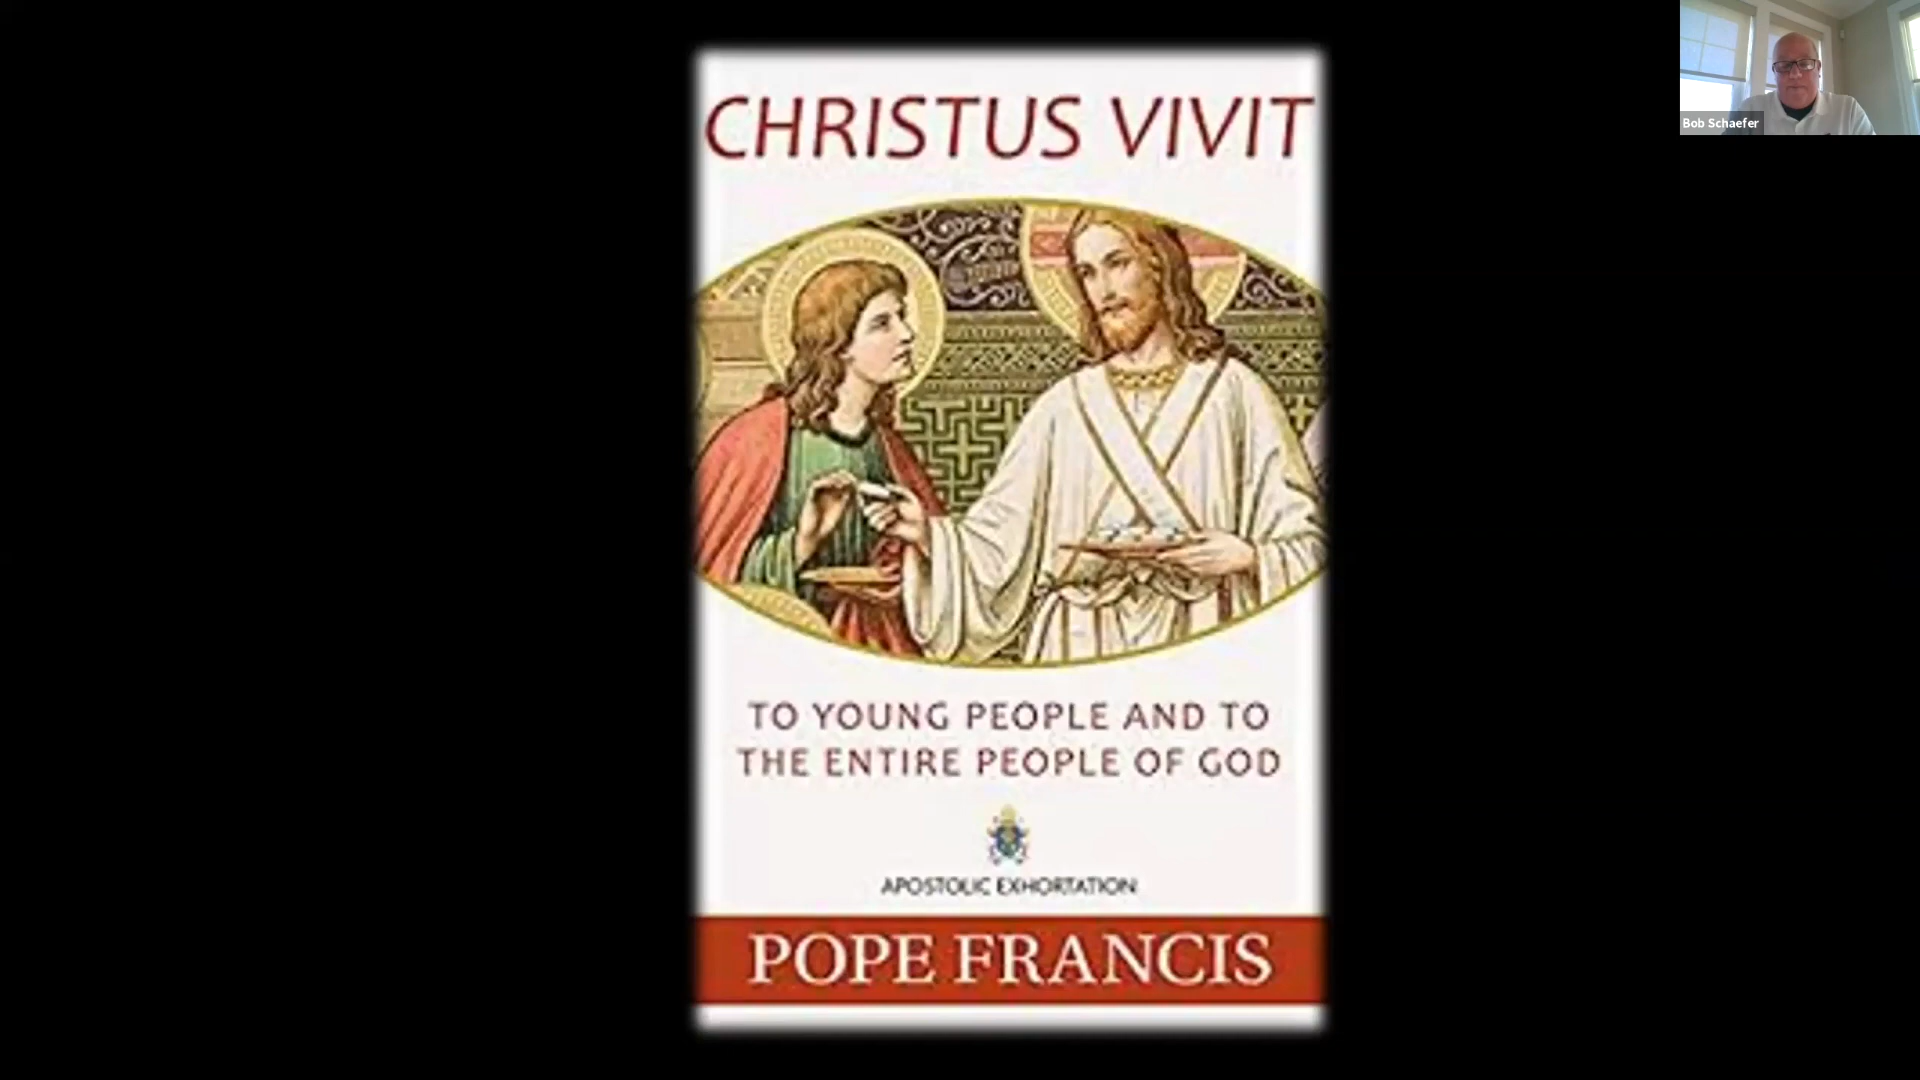 CHRISTUS VIVIT
TO YOUNG PEOPLE AND TO
THE ENTIRE PEOPLE OF GOD
APOSTOLIC EXHORTATION
POPE FRANCIS
Bob Schaefer